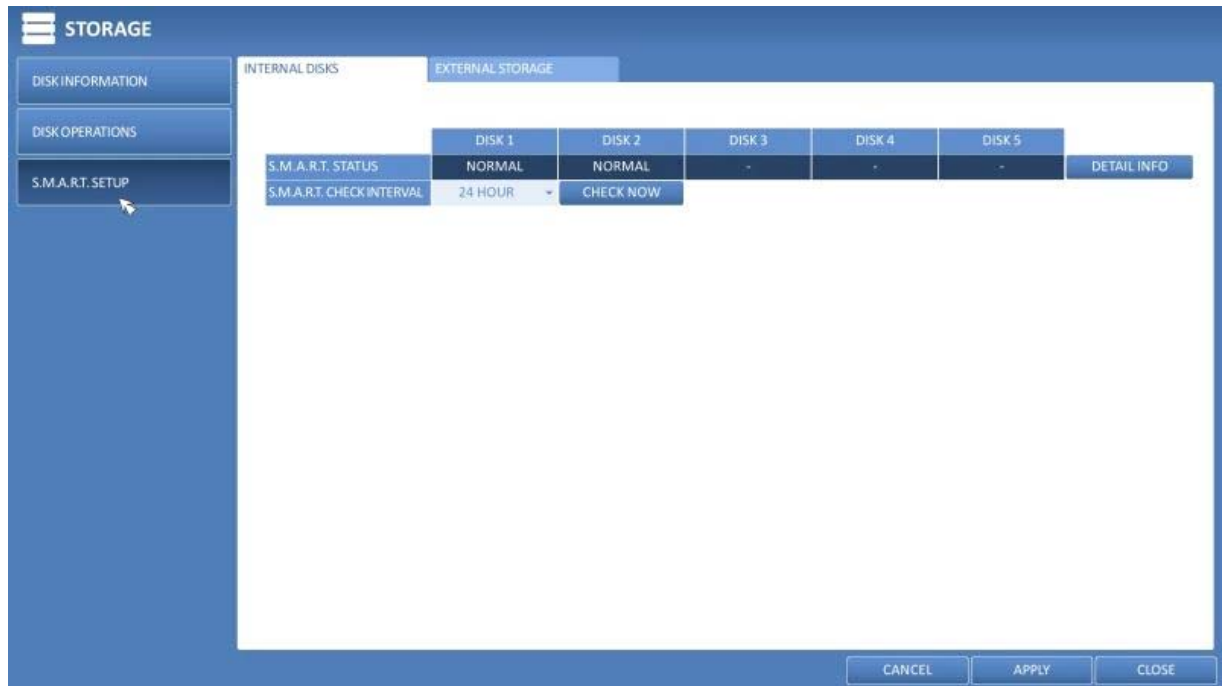 STORAGE
DISK INFORMATION
DISK OPERATIONS
S.M.A.R.T. SETUP
INTERNAL DISKS EXTERNAL STORAGE
DISK 1 DISK 2 DISK 3 DISK 4 DISK 5
S.M.A.R.T. STATUS NORMAL NORMAL - - - DETAIL INFO
S.M.A.R.T. CHECK INTERVAL 24 HOUR CHECK NOW
CANCEL APPLY CLOSE